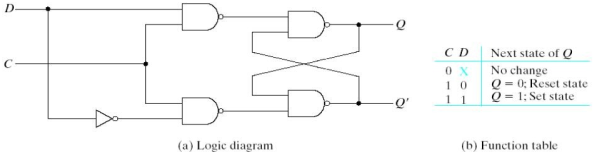 D
C
Q
Q'
(a) Logic diagram
C D Next state of Q
0 X No change
1 0 Q = 0; Reset state
1 1 Q = 1; Set state
(b) Function table